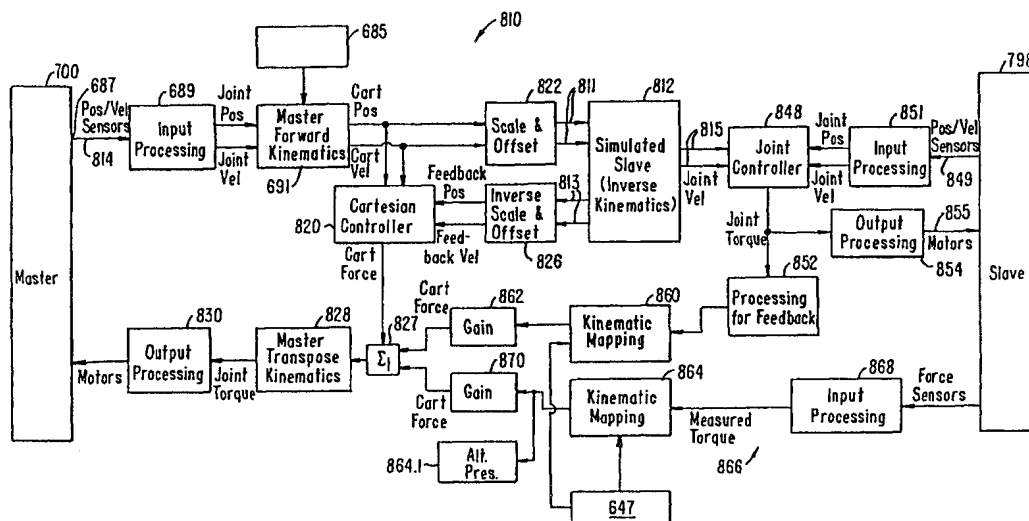 810
685
700
798
687
Pos/Vel
Sensors
814
689
Input
Processing
Joint
Pos
Joint
Vel
Master
Forward
Kinematics
691
Cart
Pos
Cart
Vel
822
811
Scale &
Offset
812
Simulated
Slave
(Inverse
Kinematics)
815
Joint
Vel
848
Joint
Controller
Joint
Pos
Joint
Vel
851
Input
Processing
Pos/Vel
Sensors
849
Feedback
Pos
813
Inverse
Scale &
Offset
826
Cartesian
Controller
820
Feed-
back Vel
Cart
Force
Joint
Torque
Output
Processing
854
855
Motors
Master
Slave
852
Processing
for Feedback
830
Output
Processing
Motors
828
Master
Transpose
Kinematics
Joint
Torque
827
Σ1
Cart
Force
862
Gain
860
Kinematic
Mapping
870
Gain
Cart
Force
864
Kinematic
Mapping
Measured
Torque
868
Input
Processing
Force
Sensors
866
864.1
Alt.
Pres.
647